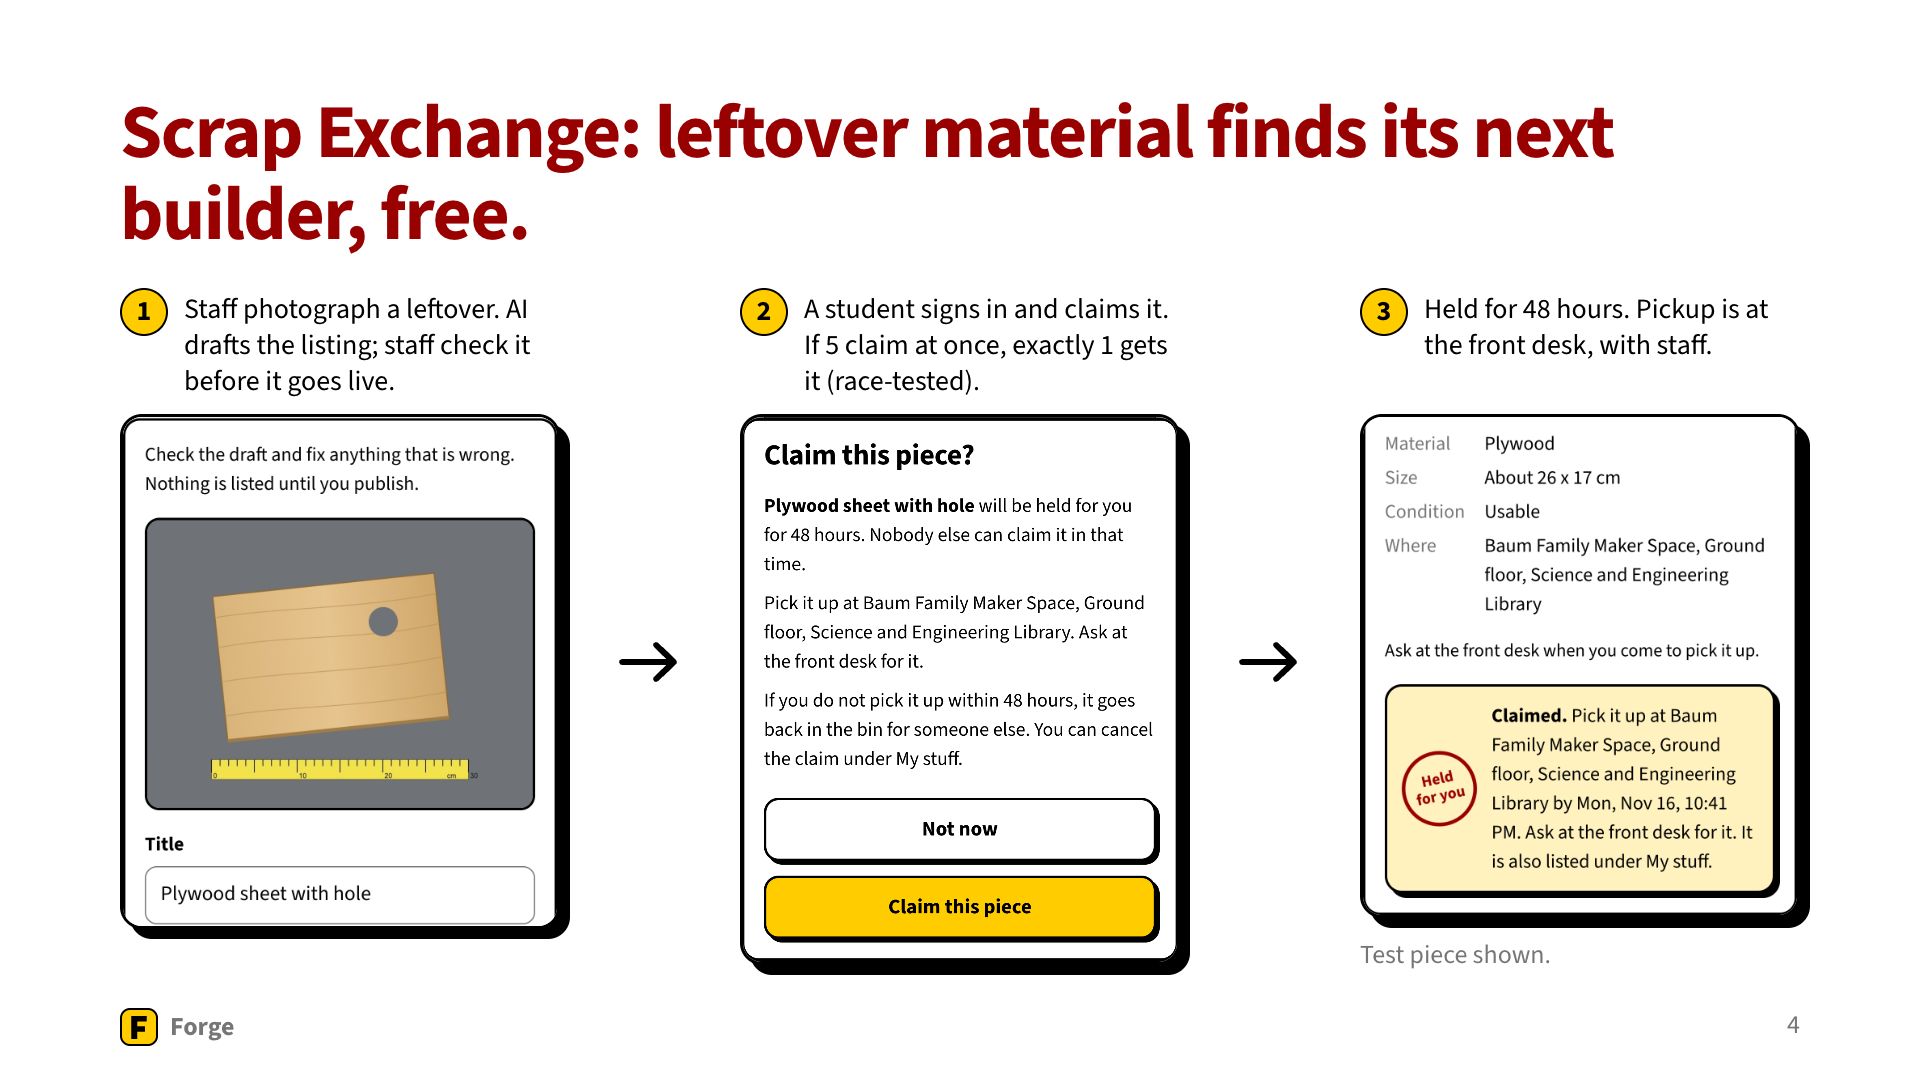 Scrap Exchange: leftover material finds its next
builder, free.
1
Staff photograph a leftover. AI
drafts the listing; staff check it
before it goes live.
Check the draft and fix anything that is wrong.
Nothing is listed until you publish.
0 10 20 cm 30
Title
Plywood sheet with hole
2
A student signs in and claims it.
If 5 claim at once, exactly 1 gets
it (race-tested).
Claim this piece?
Plywood sheet with hole will be held for you
for 48 hours. Nobody else can claim it in that
time.
Pick it up at Baum Family Maker Space, Ground
floor, Science and Engineering Library. Ask at
the front desk for it.
If you do not pick it up within 48 hours, it goes
back in the bin for someone else. You can cancel
the claim under My stuff.
Not now
Claim this piece
3
Held for 48 hours. Pickup is at
the front desk, with staff.
Material Plywood
Size About 26 x 17 cm
Condition Usable
Where Baum Family Maker Space, Ground
floor, Science and Engineering
Library
Ask at the front desk when you come to pick it up.
Held
for you
Claimed. Pick it up at Baum
Family Maker Space, Ground
floor, Science and Engineering
Library by Mon, Nov 16, 10:41
PM. Ask at the front desk for it. It
is also listed under My stuff.
Test piece shown.
F Forge
4